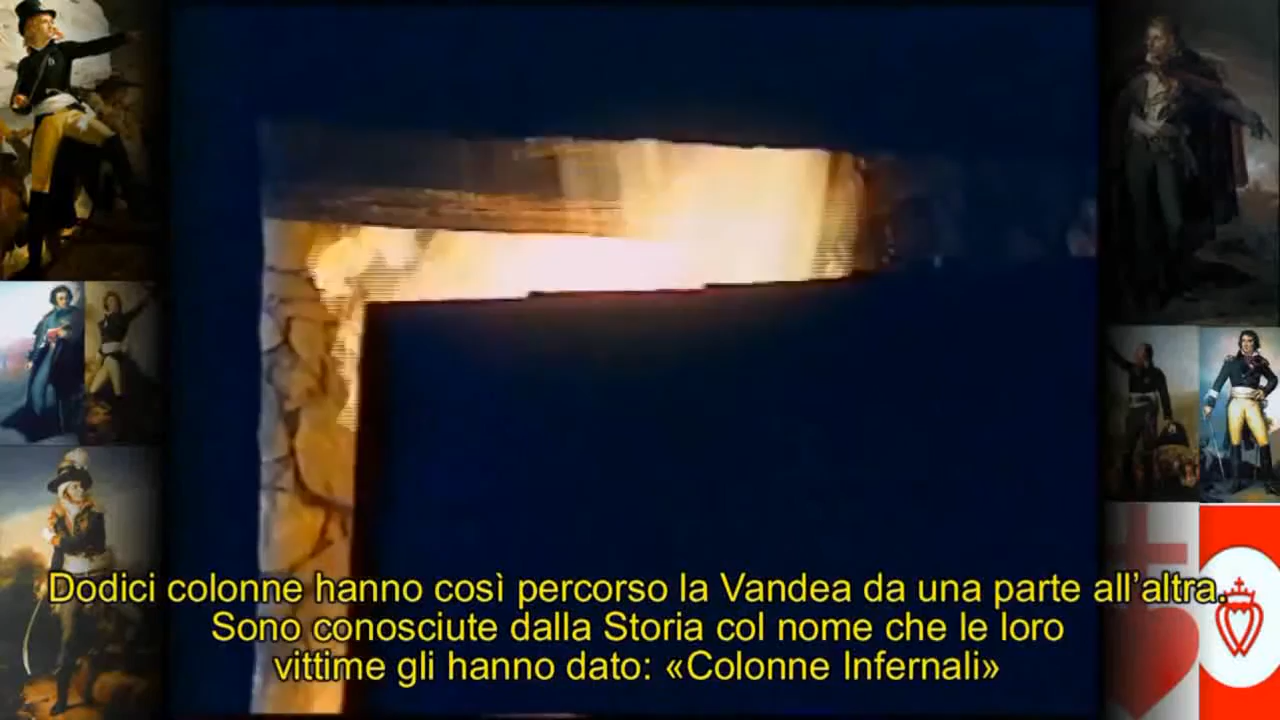 Dodici colonne hanno così percorso la Vandea da una parte all’altra.
Sono conosciute dalla Storia col nome che le loro
vittime gli hanno dato: «Colonne Infernali»